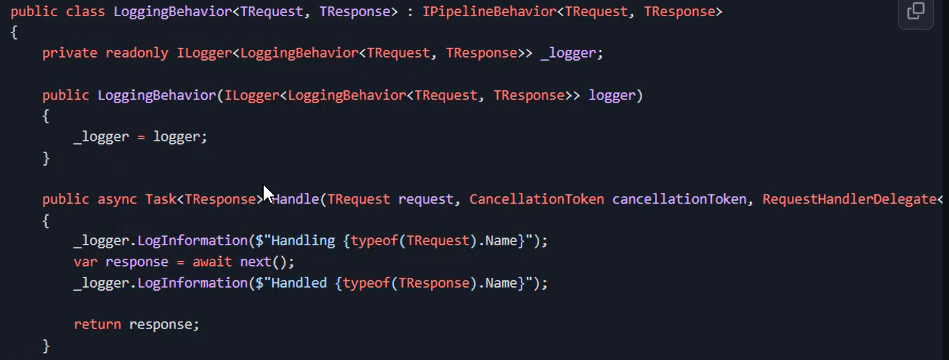 public class LoggingBehavior<TRequest, TResponse> : IPipelineBehavior<TRequest, TResponse>
{
    private readonly ILogger<LoggingBehavior<TRequest, TResponse>> _logger;

    public LoggingBehavior(ILogger<LoggingBehavior<TRequest, TResponse>> logger)
    {
        _logger = logger;
    }

    public async Task<TResponse> Handle(TRequest request, CancellationToken cancellationToken, RequestHandlerDelegate<
    {
        _logger.LogInformation($"Handling {typeof(TRequest).Name}");
        var response = await next();
        _logger.LogInformation($"Handled {typeof(TResponse).Name}");

        return response;
    }